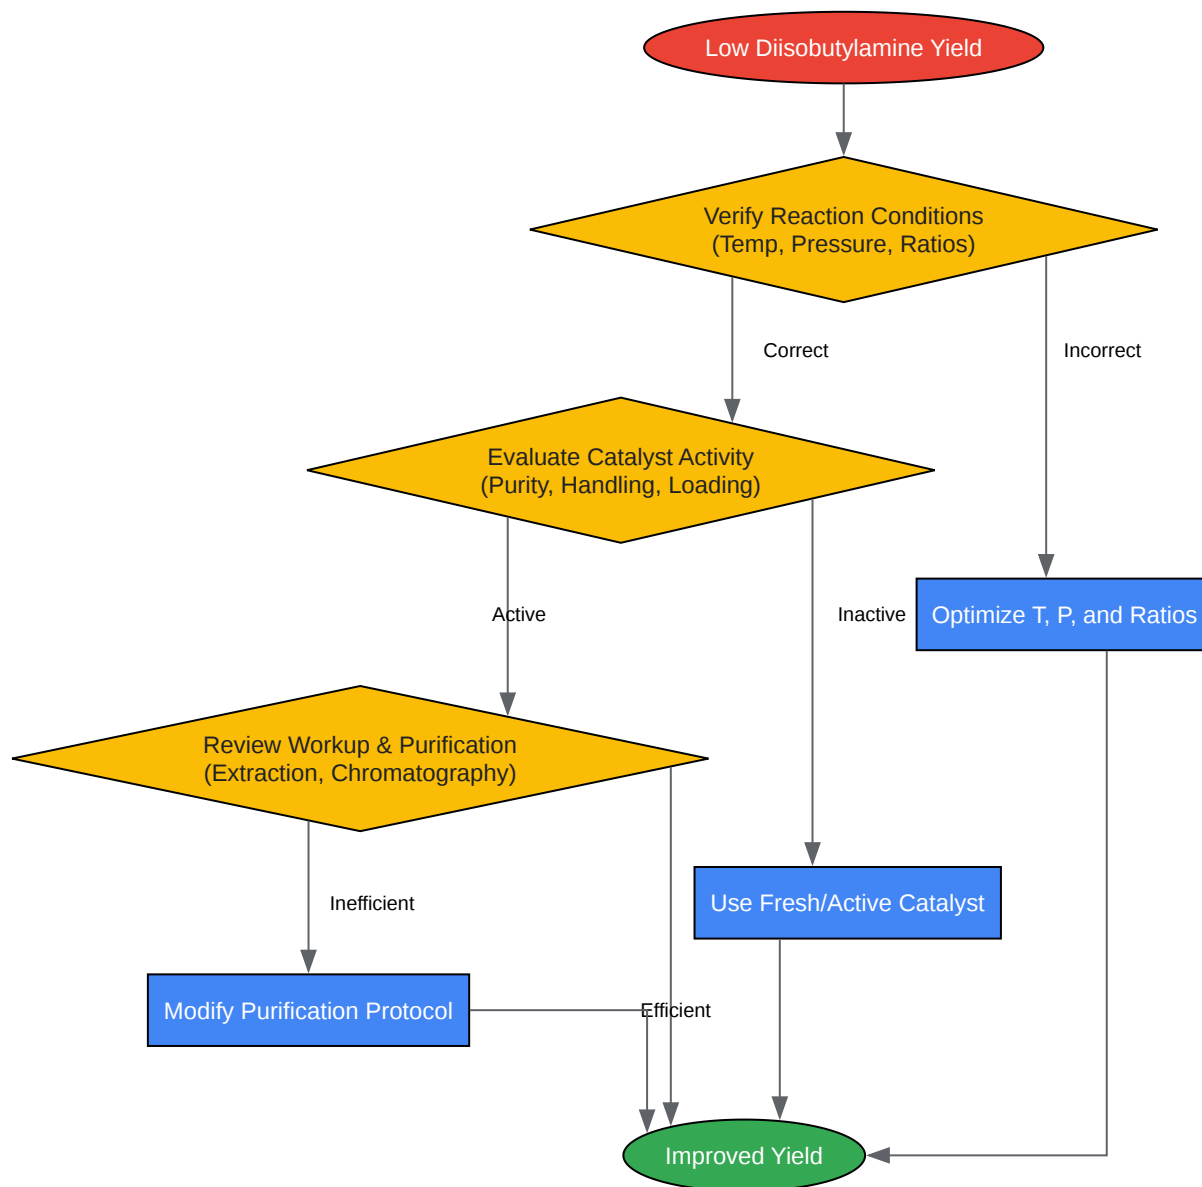 Low Diisobutylamine Yield
Verify Reaction Conditions
(Temp, Pressure, Ratios)
Correct
Incorrect
Evaluate Catalyst Activity
(Purity, Handling, Loading)
Active
Inactive
Optimize T, P, and Ratios
Review Workup & Purification
(Extraction, Chromatography)
Inefficient
Use Fresh/Active Catalyst
Modify Purification Protocol
Efficient
Improved Yield